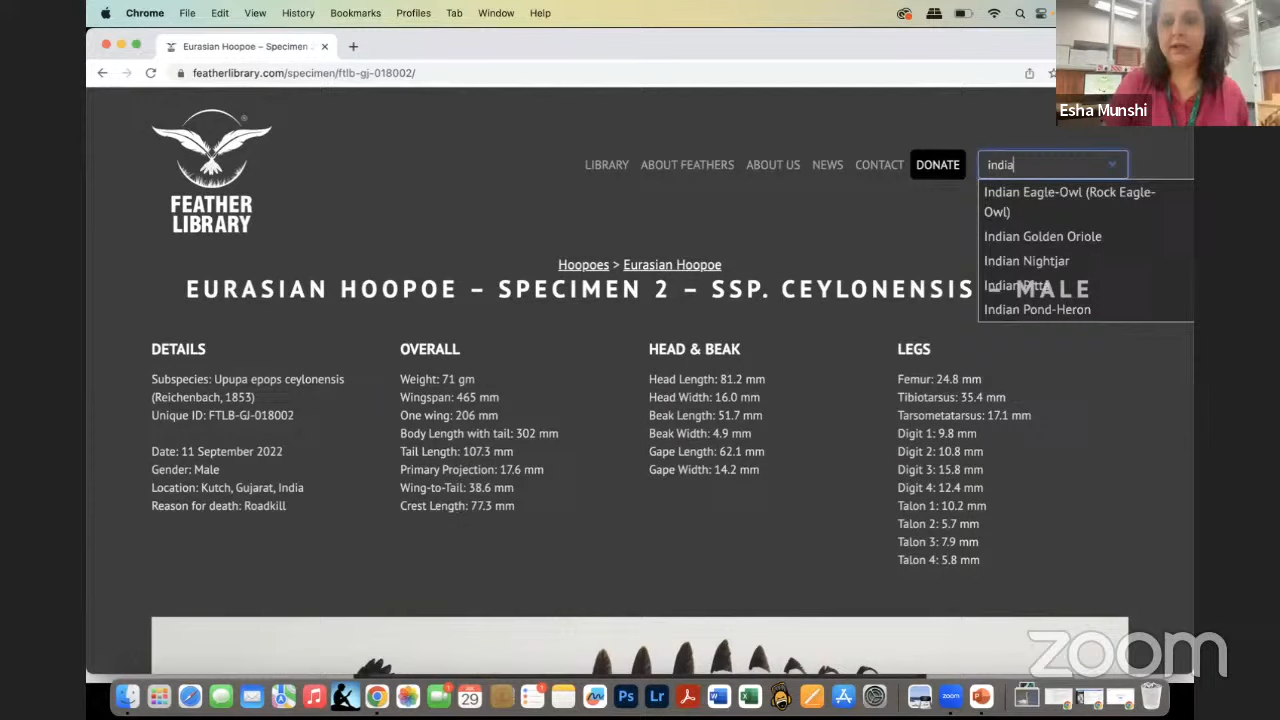 Chrome File Edit View History Bookmarks Profiles Tab Window Help
Eurasian Hoopoe – Specimen
featherlibrary.com/specimen/ftlb-gj-018002/
Esha Munshi
FEATHER
LIBRARY
LIBRARY ABOUT FEATHERS ABOUT US NEWS CONTACT DONATE
india
Indian Eagle-Owl (Rock Eagle-
Owl)
Indian Golden Oriole
Indian Nightjar
Indian Pitta
Indian Pond-Heron
Hoopoes > Eurasian Hoopoe
EURASIAN HOOPOE – SPECIMEN 2 – SSP. CEYLONENSIS – MALE
DETAILS
Subspecies: Upupa epops ceylonensis
(Reichenbach, 1853)
Unique ID: FTLB-GJ-018002
Date: 11 September 2022
Gender: Male
Location: Kutch, Gujarat, India
Reason for death: Roadkill
OVERALL
Weight: 71 gm
Wingspan: 465 mm
One wing: 206 mm
Body Length with tail: 302 mm
Tail Length: 107.3 mm
Primary Projection: 17.6 mm
Wing-to-Tail: 38.6 mm
Crest Length: 77.3 mm
HEAD & BEAK
Head Length: 81.2 mm
Head Width: 16.0 mm
Beak Length: 51.7 mm
Beak Width: 4.9 mm
Gape Length: 62.1 mm
Gape Width: 14.2 mm
LEGS
Femur: 24.8 mm
Tibiotarsus: 35.4 mm
Tarsometatarsus: 17.1 mm
Digit 1: 9.8 mm
Digit 2: 10.8 mm
Digit 3: 15.8 mm
Digit 4: 12.4 mm
Talon 1: 10.2 mm
Talon 2: 5.7 mm
Talon 3: 7.9 mm
Talon 4: 5.8 mm
zoom
29
Ps
Lr
zoom